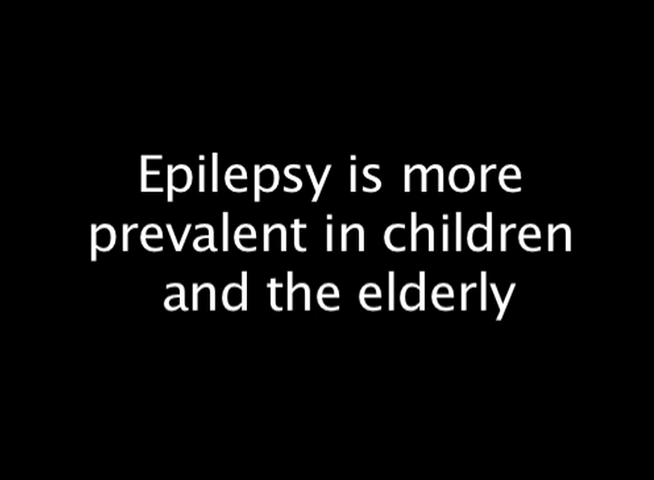 Epilepsy is more
prevalent in children
and the elderly